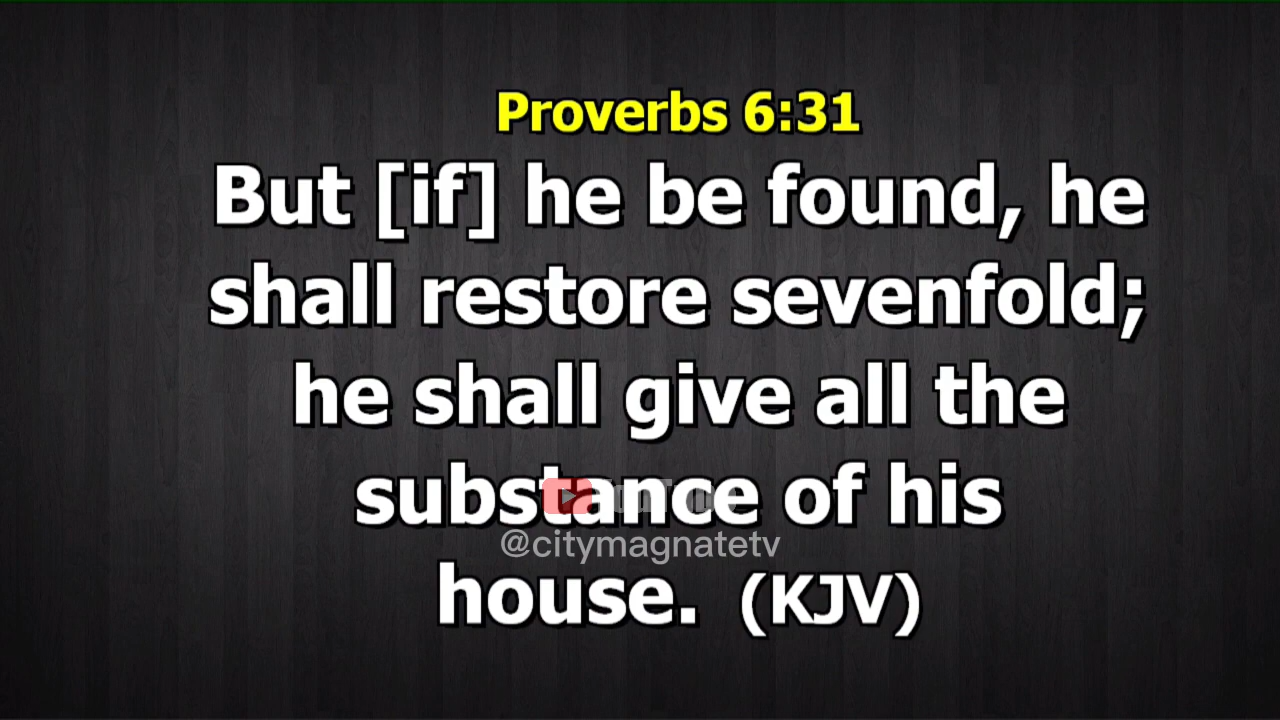 Proverbs 6:31
But [if] he be found, he
shall restore sevenfold;
he shall give all the
substance of his
YouTube
@citymagnatetv
house. (KJV)